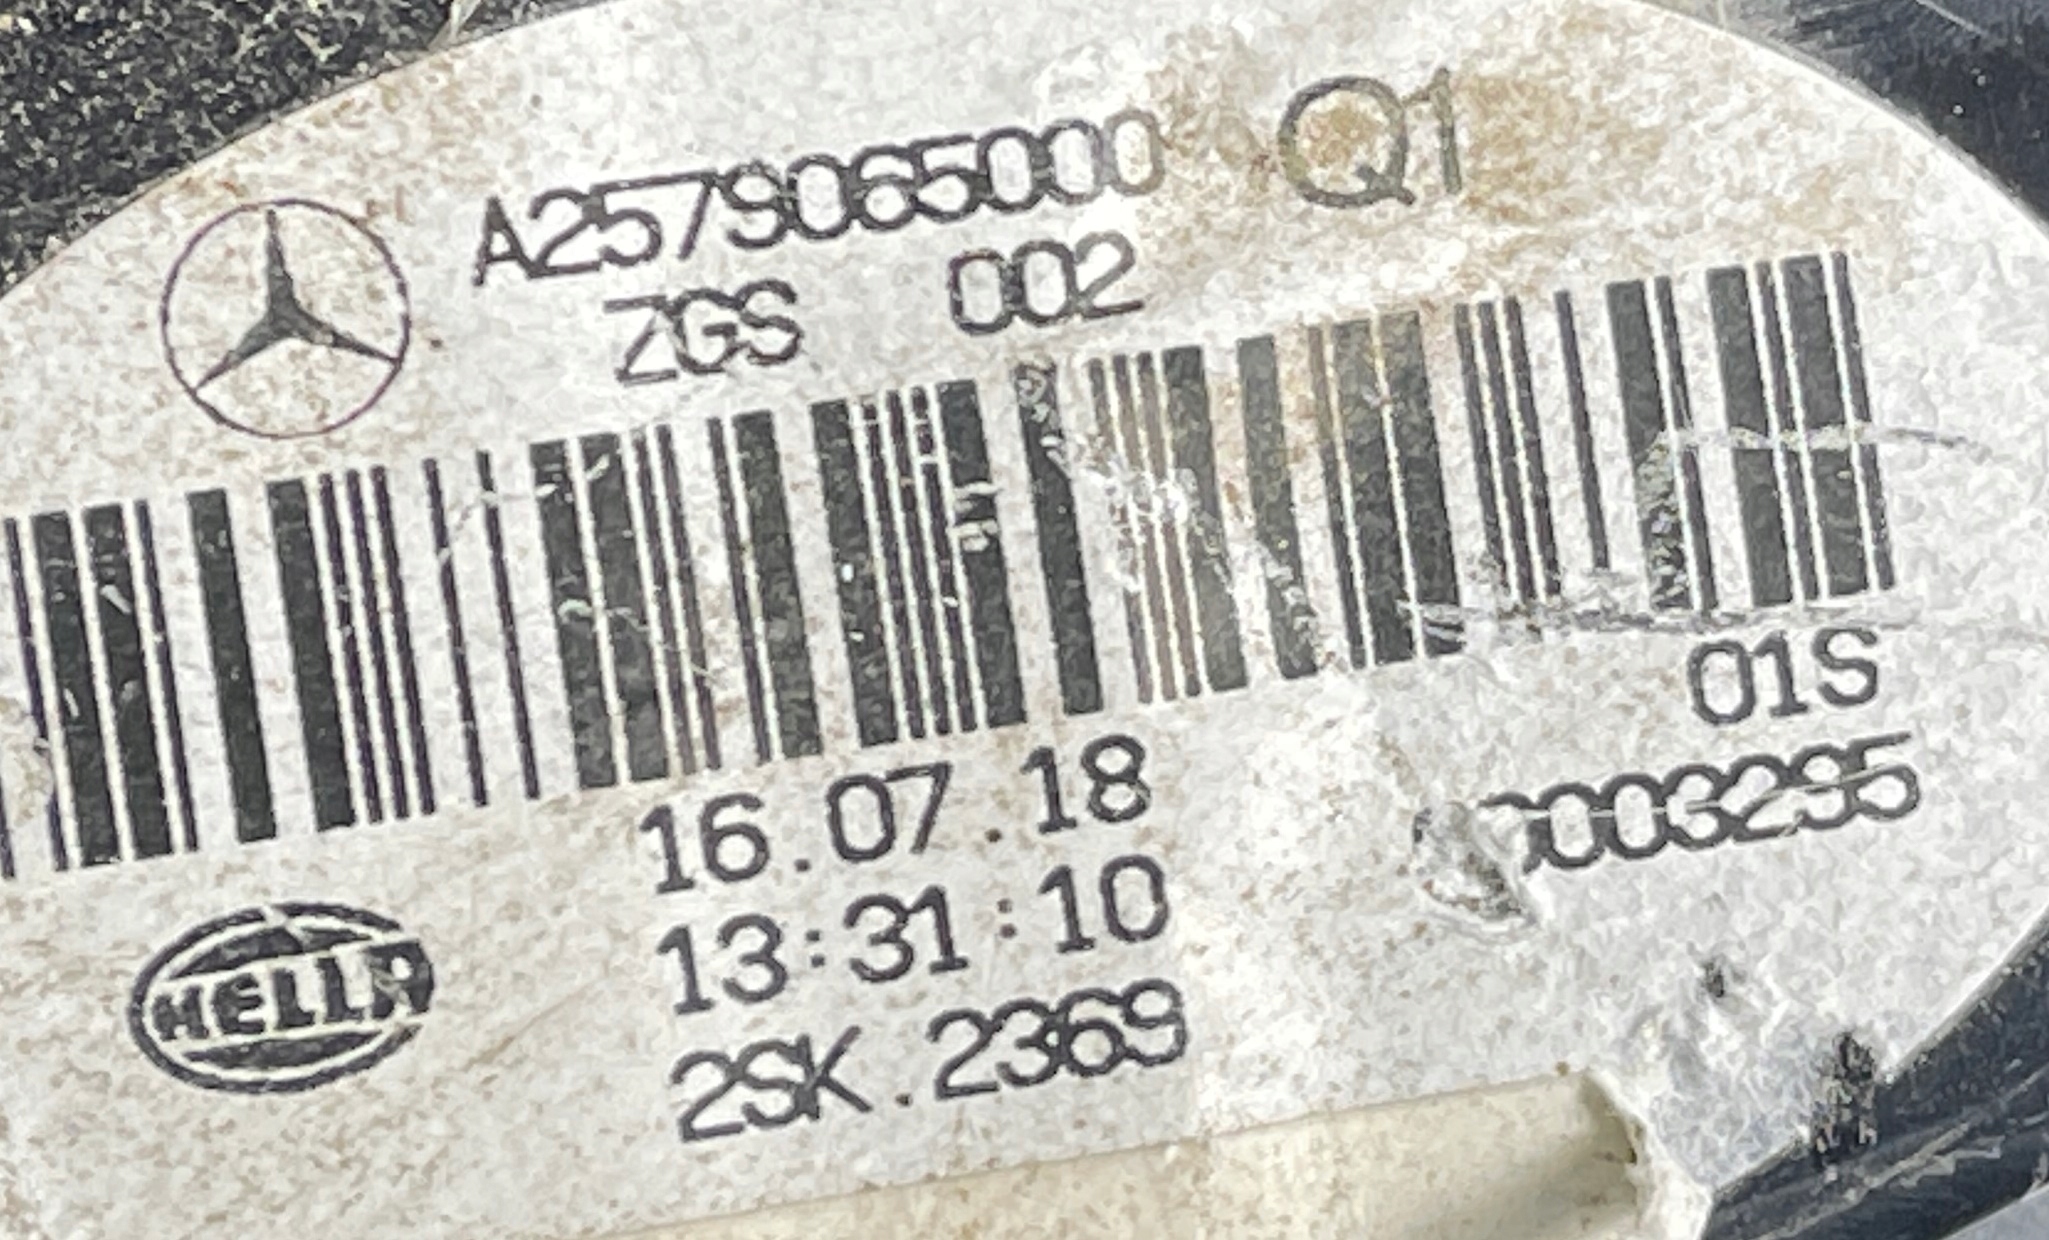 A2579065000 Q1
ZGS 002
01S
16.07.18
13:31:10
2SK.2369
HELLA